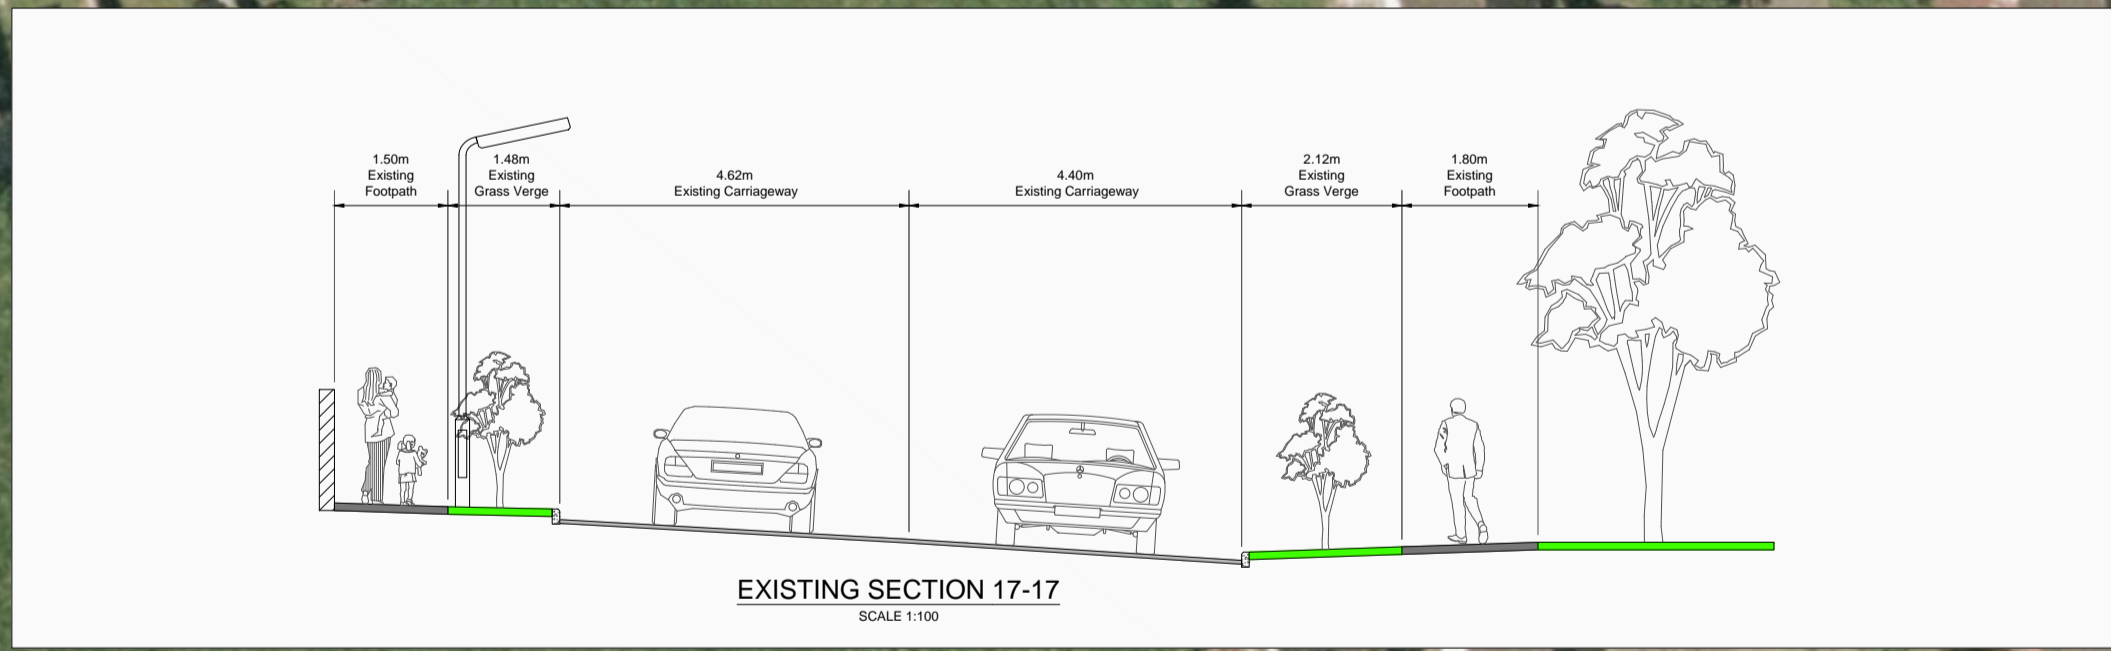 1.50m
Existing
Footpath
1.48m
Existing
Grass Verge
4.62m
Existing Carriageway
4.40m
Existing Carriageway
2.12m
Existing
Grass Verge
1.80m
Existing
Footpath
EXISTING SECTION 17-17
SCALE 1:100